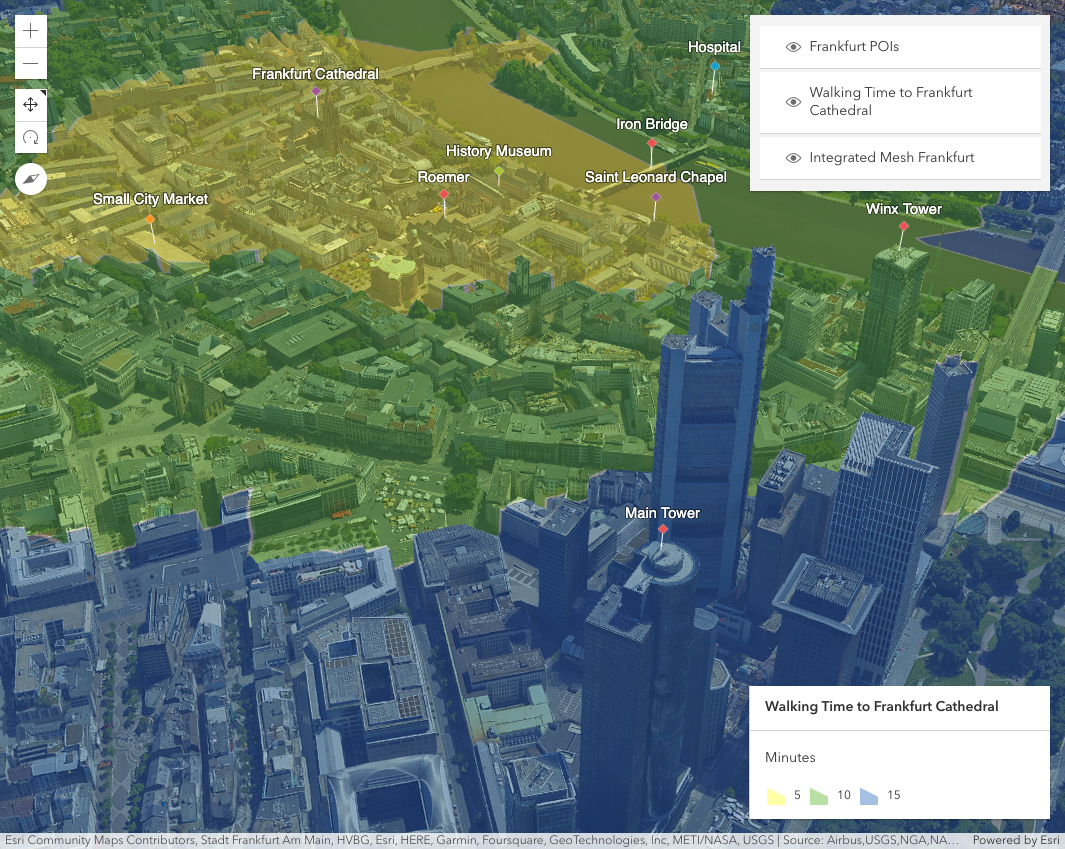 Hospital
Frankfurt Cathedral
Iron Bridge
History Museum
Roemer
Saint Leonard Chapel
Small City Market
Winx Tower
Main Tower
Frankfurt POIs
Walking Time to Frankfurt
Cathedral
Integrated Mesh Frankfurt
Walking Time to Frankfurt Cathedral
Minutes
5 10 15
Esri Community Maps Contributors, Stadt Frankfurt Am Main, HVBG, Esri, HERE, Garmin, Foursquare, GeoTechnologies, Inc, METI/NASA, USGS | Source: Airbus,USGS,NGA,NA… Powered by Esri